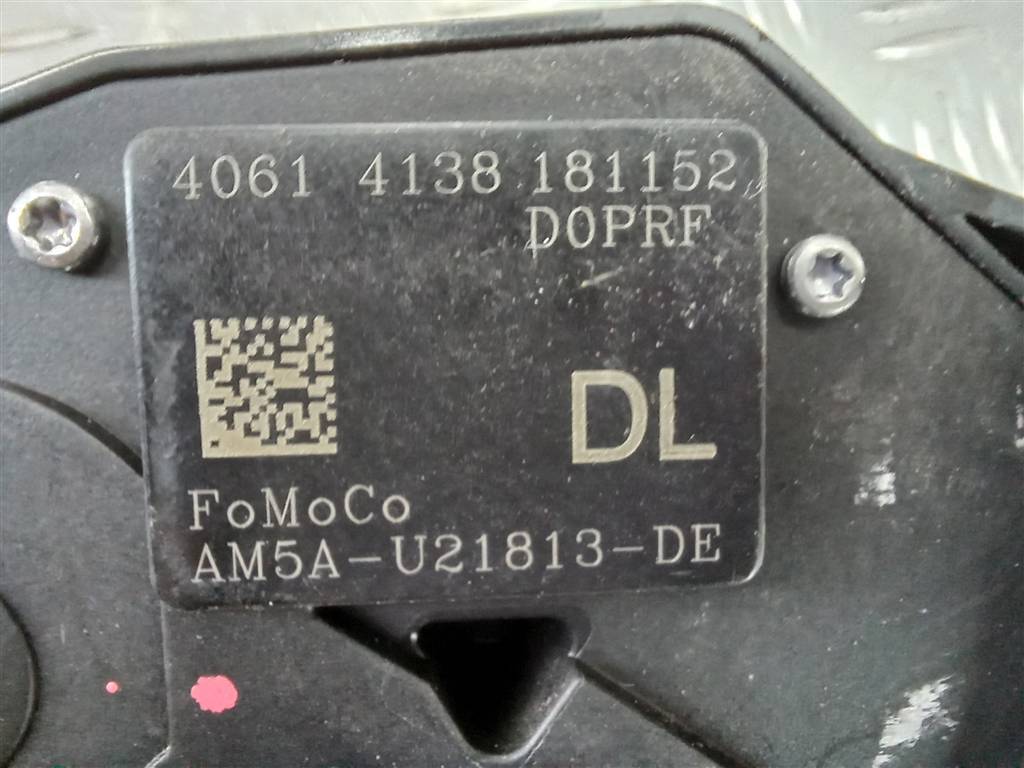 4061 4138 181152
D0PRF
DL
FoMoCo
AM5A-U21813-DE